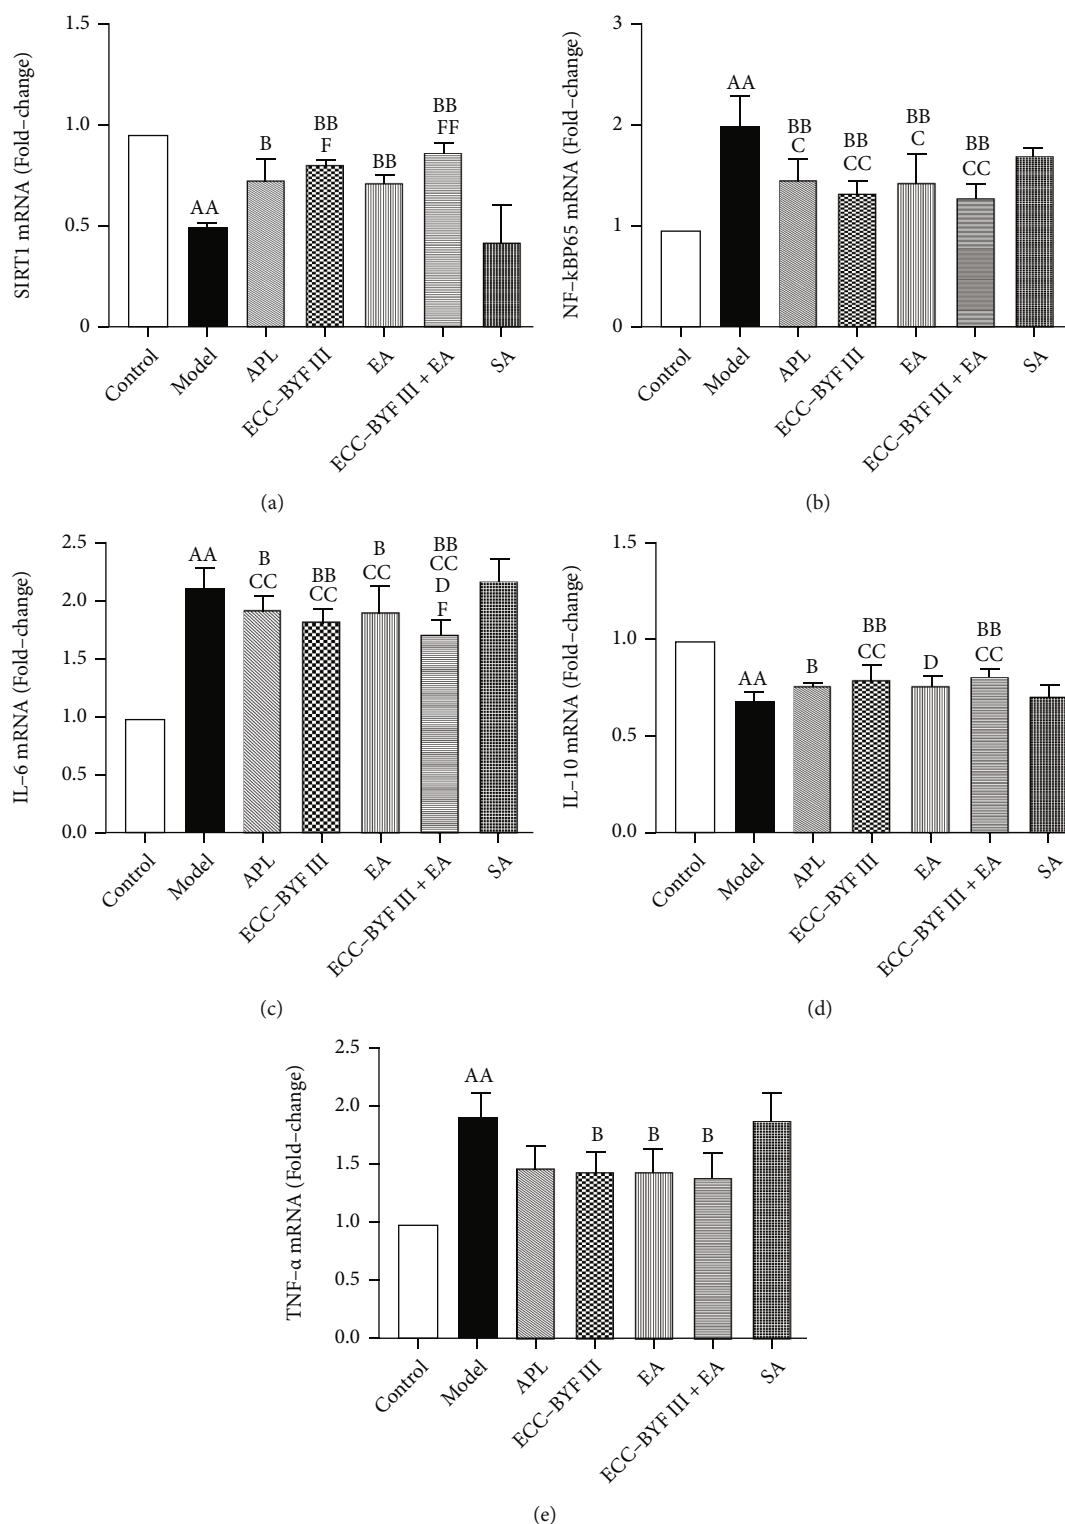 SIRT1 mRNA (Fold–change)
1.5
1.0
0.5
0
AA
B
BB
F
BB
BB
FF
Control
Model
APL
ECC–BYF III
EA
ECC–BYF III + EA
SA
(a)
NF–kBP65 mRNA (Fold–change)
3
2
1
0
AA
BB
C
BB
CC
BB
C
BB
CC
Control
Model
APL
ECC–BYF III
EA
ECC–BYF III + EA
SA
(b)
IL–6 mRNA (Fold–change)
2.5
2.0
1.5
1.0
0.5
0.0
AA
B
CC
BB
CC
B
CC
BB
CC
D
F
Control
Model
APL
ECC–BYF III
EA
ECC–BYF III + EA
SA
(c)
IL–10 mRNA (Fold–change)
1.5
1.0
0.5
0.0
AA
B
BB
CC
D
BB
CC
Control
Model
APL
ECC–BYF III
EA
ECC–BYF III + EA
SA
(d)
TNF–α mRNA (Fold–change)
2.5
2.0
1.5
1.0
0.5
0.0
AA
B
B
B
Control
Model
APL
ECC–BYF III
EA
ECC–BYF III + EA
SA
(e)